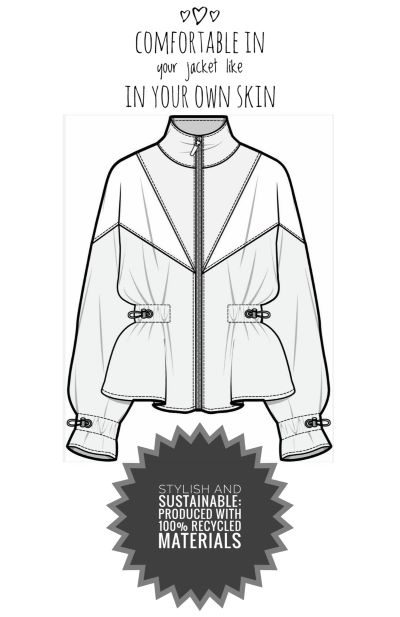 COMFORTABLE IN
your jacket like
IN YOUR OWN SKIN
STYLISH AND
SUSTAINABLE:
PRODUCED WITH
100% RECYCLED
MATERIALS